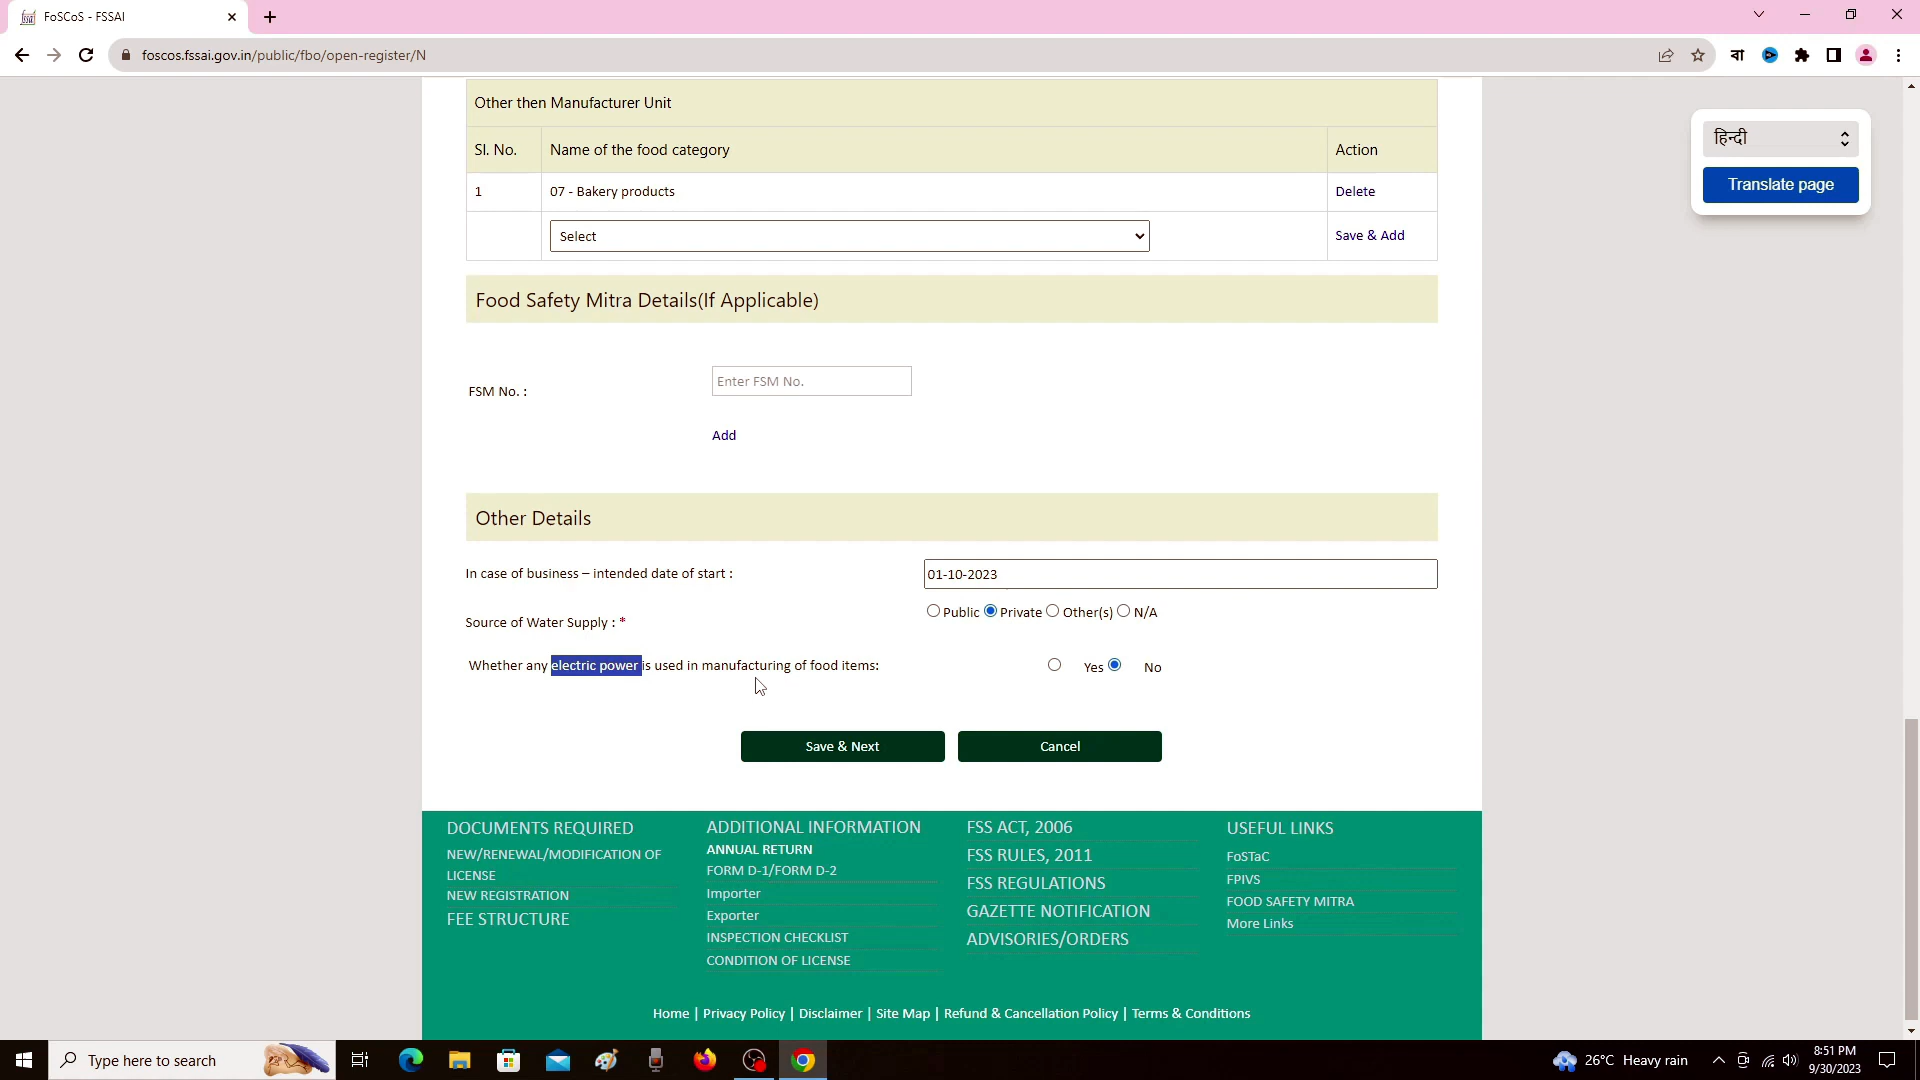 FoSCoS - FSSAI
foscos.fssai.gov.in/public/fbo/open-register/N
বা
हिन्दी
Translate page
Other then Manufacturer Unit
Sl. No. Name of the food category Action
1 07 - Bakery products Delete
Select Save & Add
Food Safety Mitra Details(If Applicable)
FSM No. : Enter FSM No.
Add
Other Details
In case of business – intended date of start : 01-10-2023
Source of Water Supply : * Public Private Other(s) N/A
Whether any electric power is used in manufacturing of food items: Yes No
Save & Next Cancel
DOCUMENTS REQUIRED
NEW/RENEWAL/MODIFICATION OF
LICENSE
NEW REGISTRATION
FEE STRUCTURE
ADDITIONAL INFORMATION
ANNUAL RETURN
FORM D-1/FORM D-2
Importer
Exporter
INSPECTION CHECKLIST
CONDITION OF LICENSE
FSS ACT, 2006
FSS RULES, 2011
FSS REGULATIONS
GAZETTE NOTIFICATION
ADVISORIES/ORDERS
USEFUL LINKS
FoSTaC
FPIVS
FOOD SAFETY MITRA
More Links
Home | Privacy Policy | Disclaimer | Site Map | Refund & Cancellation Policy | Terms & Conditions
Type here to search
26°C Heavy rain
8:51 PM
9/30/2023